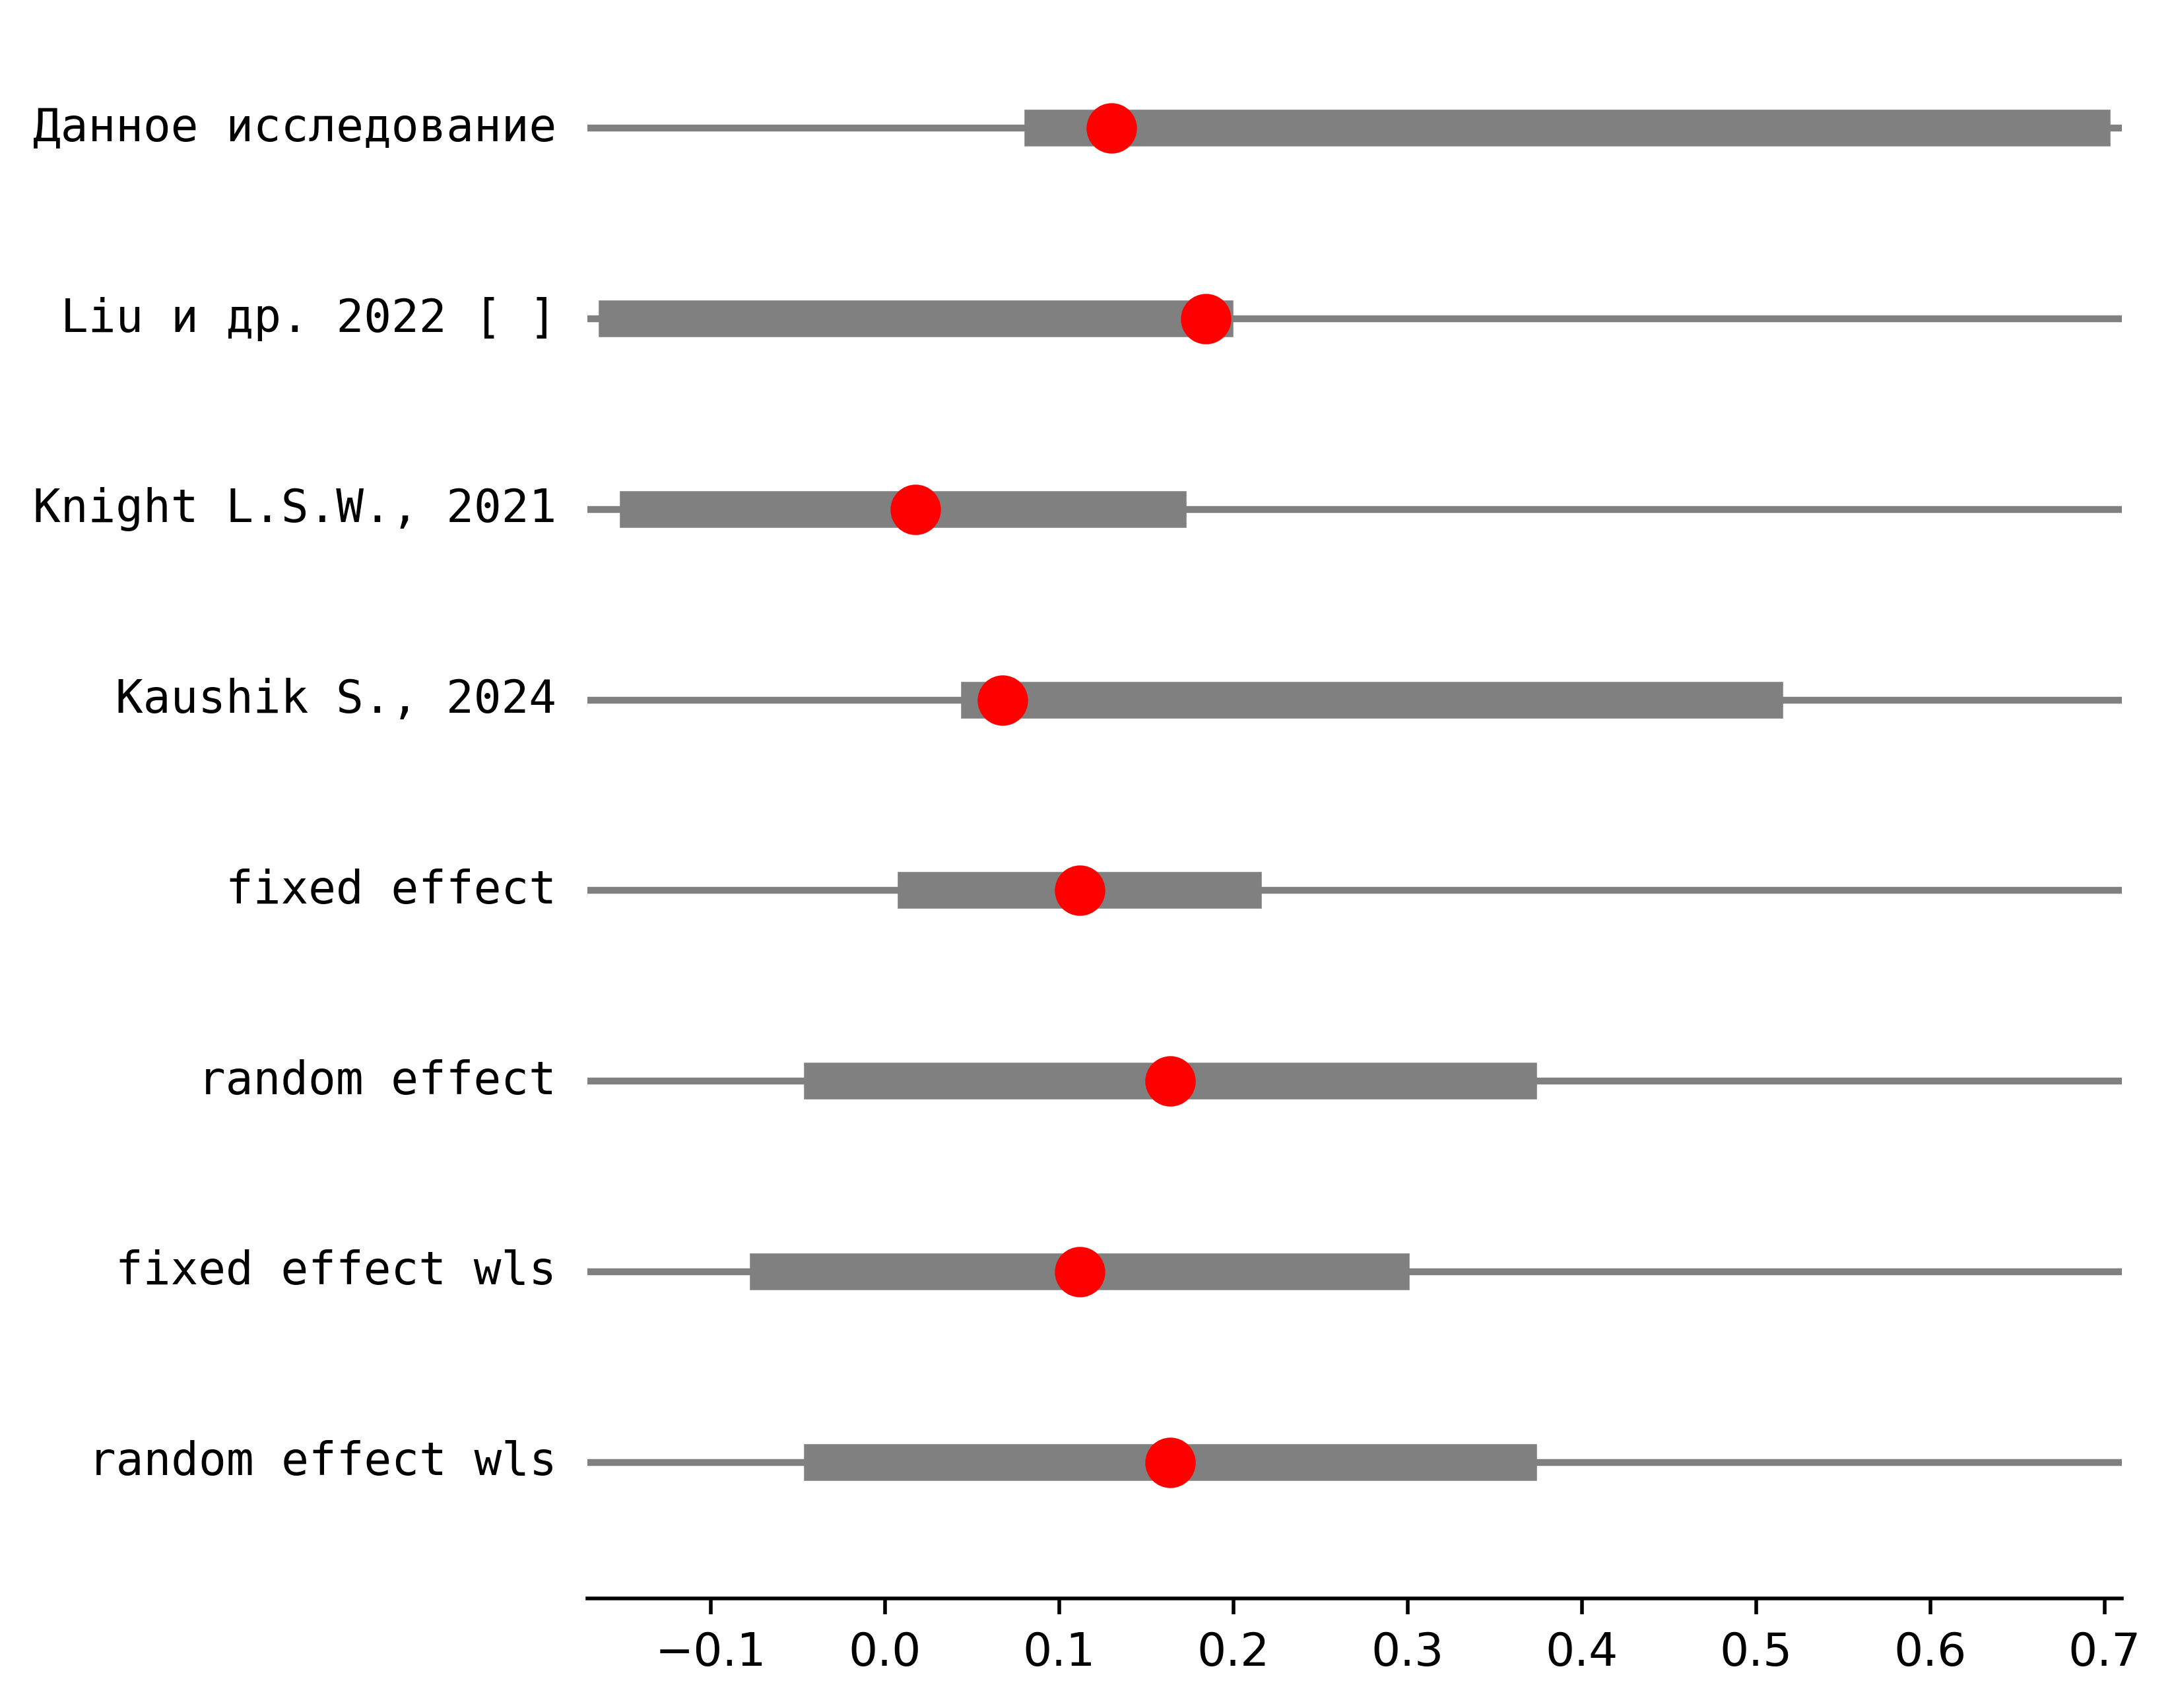 Данное исследование
Liu и др. 2022 [ ]
Knight L.S.W., 2021
Kaushik S., 2024
fixed effect
random effect
fixed effect wls
random effect wls
−0.1 0.0 0.1 0.2 0.3 0.4 0.5 0.6 0.7